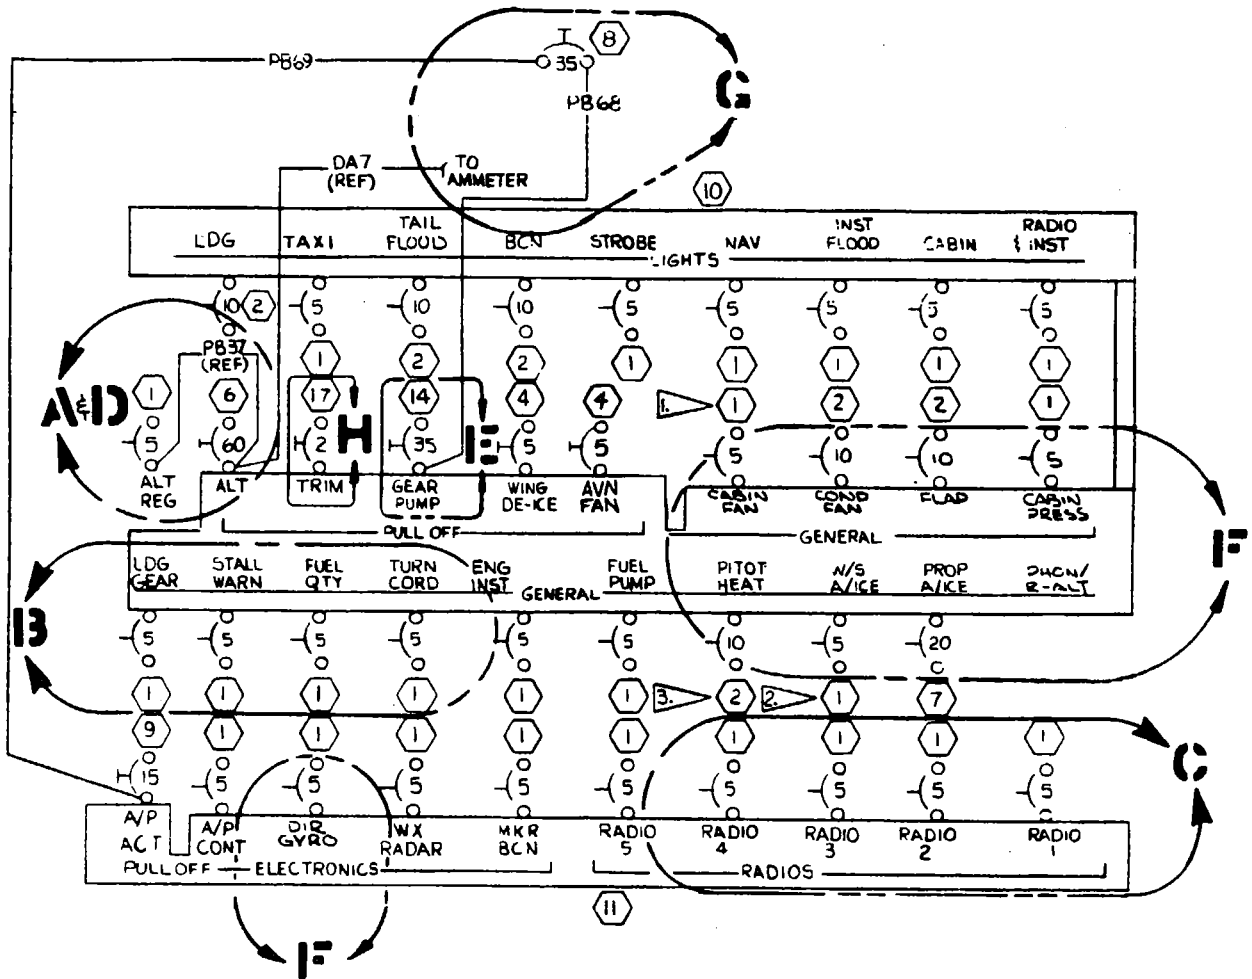 8
PB69
35
G
PB68
DA7
(REF)
TO
AMMETER
10
LDG
TAXI
TAIL
FLOOD
BCN
STROBE
NAV
INST
FLOOD
CABIN
RADIO
& INST
LIGHTS
10 2 5 10 10 5 5 5 5 5
PB37
(REF)
1 2 2 1 1 1 1 1
A & D
1 6 17 H 14 E 4 4 1. 1 2 2 1
5 60 2 35 5 5 5 10 10 5
ALT
REG
ALT
TRIM
GEAR
PUMP
WING
DE-ICE
AVN
FAN
CABIN
FAN
COND
FAN
FLAP
CABIN
PRESS
PULL OFF
GENERAL
F
LDG
GEAR
STALL
WARN
FUEL
QTY
TURN
CORD
ENG
INST
FUEL
PUMP
PITOT
HEAT
W/S
A/ICE
PROP
A/ICE
R-ALT
GENERAL
B
5 5 5 5 5 5 10 5 20
1 1 1 1 1 1 3. 2 2. 1 7
9 1 1 1 1 1 1 1 1 1
C
15 5 5 5 5 5 5 5 5 5
A/P
ACT
A/P
CONT
DIR
GYRO
WX
RADAR
MKR
BCN
RADIO
5
RADIO
4
RADIO
3
RADIO
2
RADIO
1
PULL OFF
ELECTRONICS
RADIOS
11
F